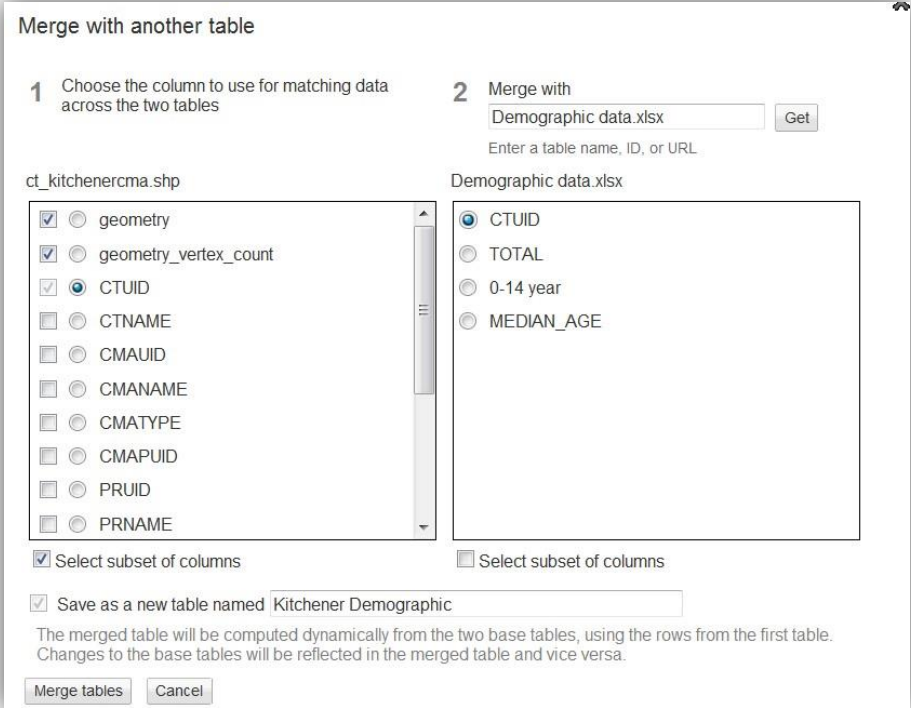 Merge with another table
1 Choose the column to use for matching data
across the two tables
2 Merge with
Demographic data.xlsx Get
Enter a table name, ID, or URL
ct_kitchenercma.shp
geometry
geometry_vertex_count
CTUID
CTNAME
CMAUID
CMANAME
CMATYPE
CMAPUID
PRUID
PRNAME
Select subset of columns
Demographic data.xlsx
CTUID
TOTAL
0-14 year
MEDIAN_AGE
Select subset of columns
Save as a new table named Kitchener Demographic
The merged table will be computed dynamically from the two base tables, using the rows from the first table.
Changes to the base tables will be reflected in the merged table and vice versa.
Merge tables Cancel